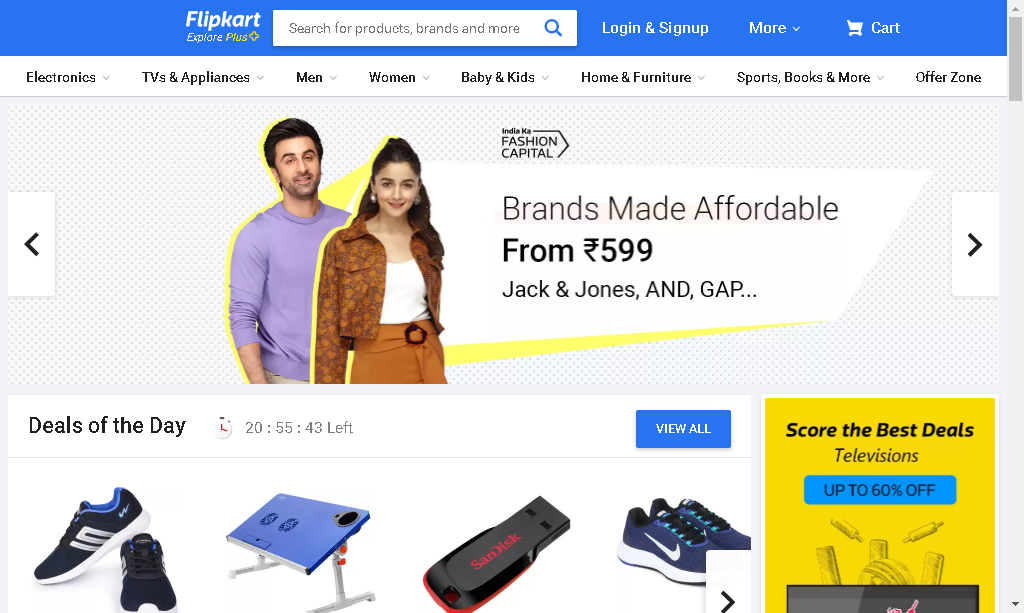 Flipkart
Explore Plus
Search for products, brands and more
Login & Signup
More
Cart
Electronics
TVs & Appliances
Men
Women
Baby & Kids
Home & Furniture
Sports, Books & More
Offer Zone
India Ka
FASHION
CAPITAL
Brands Made Affordable
From ₹599
Jack & Jones, AND, GAP...
Deals of the Day
20 : 55 : 43 Left
VIEW ALL
Score the Best Deals
Televisions
UP TO 60% OFF
SanDisk